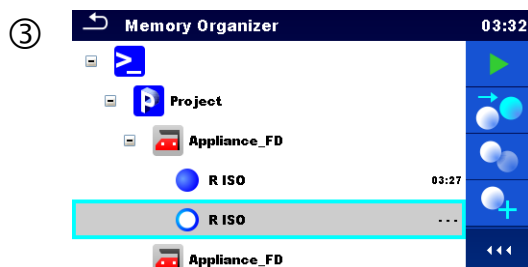 ③
Memory Organizer 03:32
>_
P Project
Appliance_FD
R ISO 03:27
R ISO ---
Appliance_FD